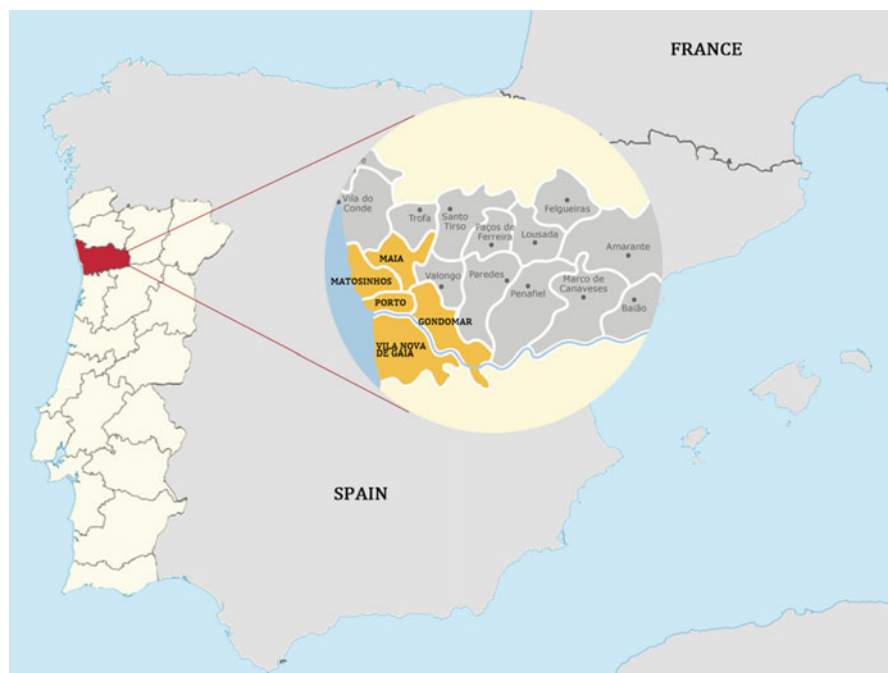 FRANCE
Vila do
Conde
Trofa
Santo
Tirso
Felgueiras
Paços de
Ferreira
Lousada
Amarante
MAIA
MATOSINHOS
Valongo
Paredes
Penafiel
Marco de
Canaveses
Baião
PORTO
GONDOMAR
VILA NOVA
DE GAIA
SPAIN